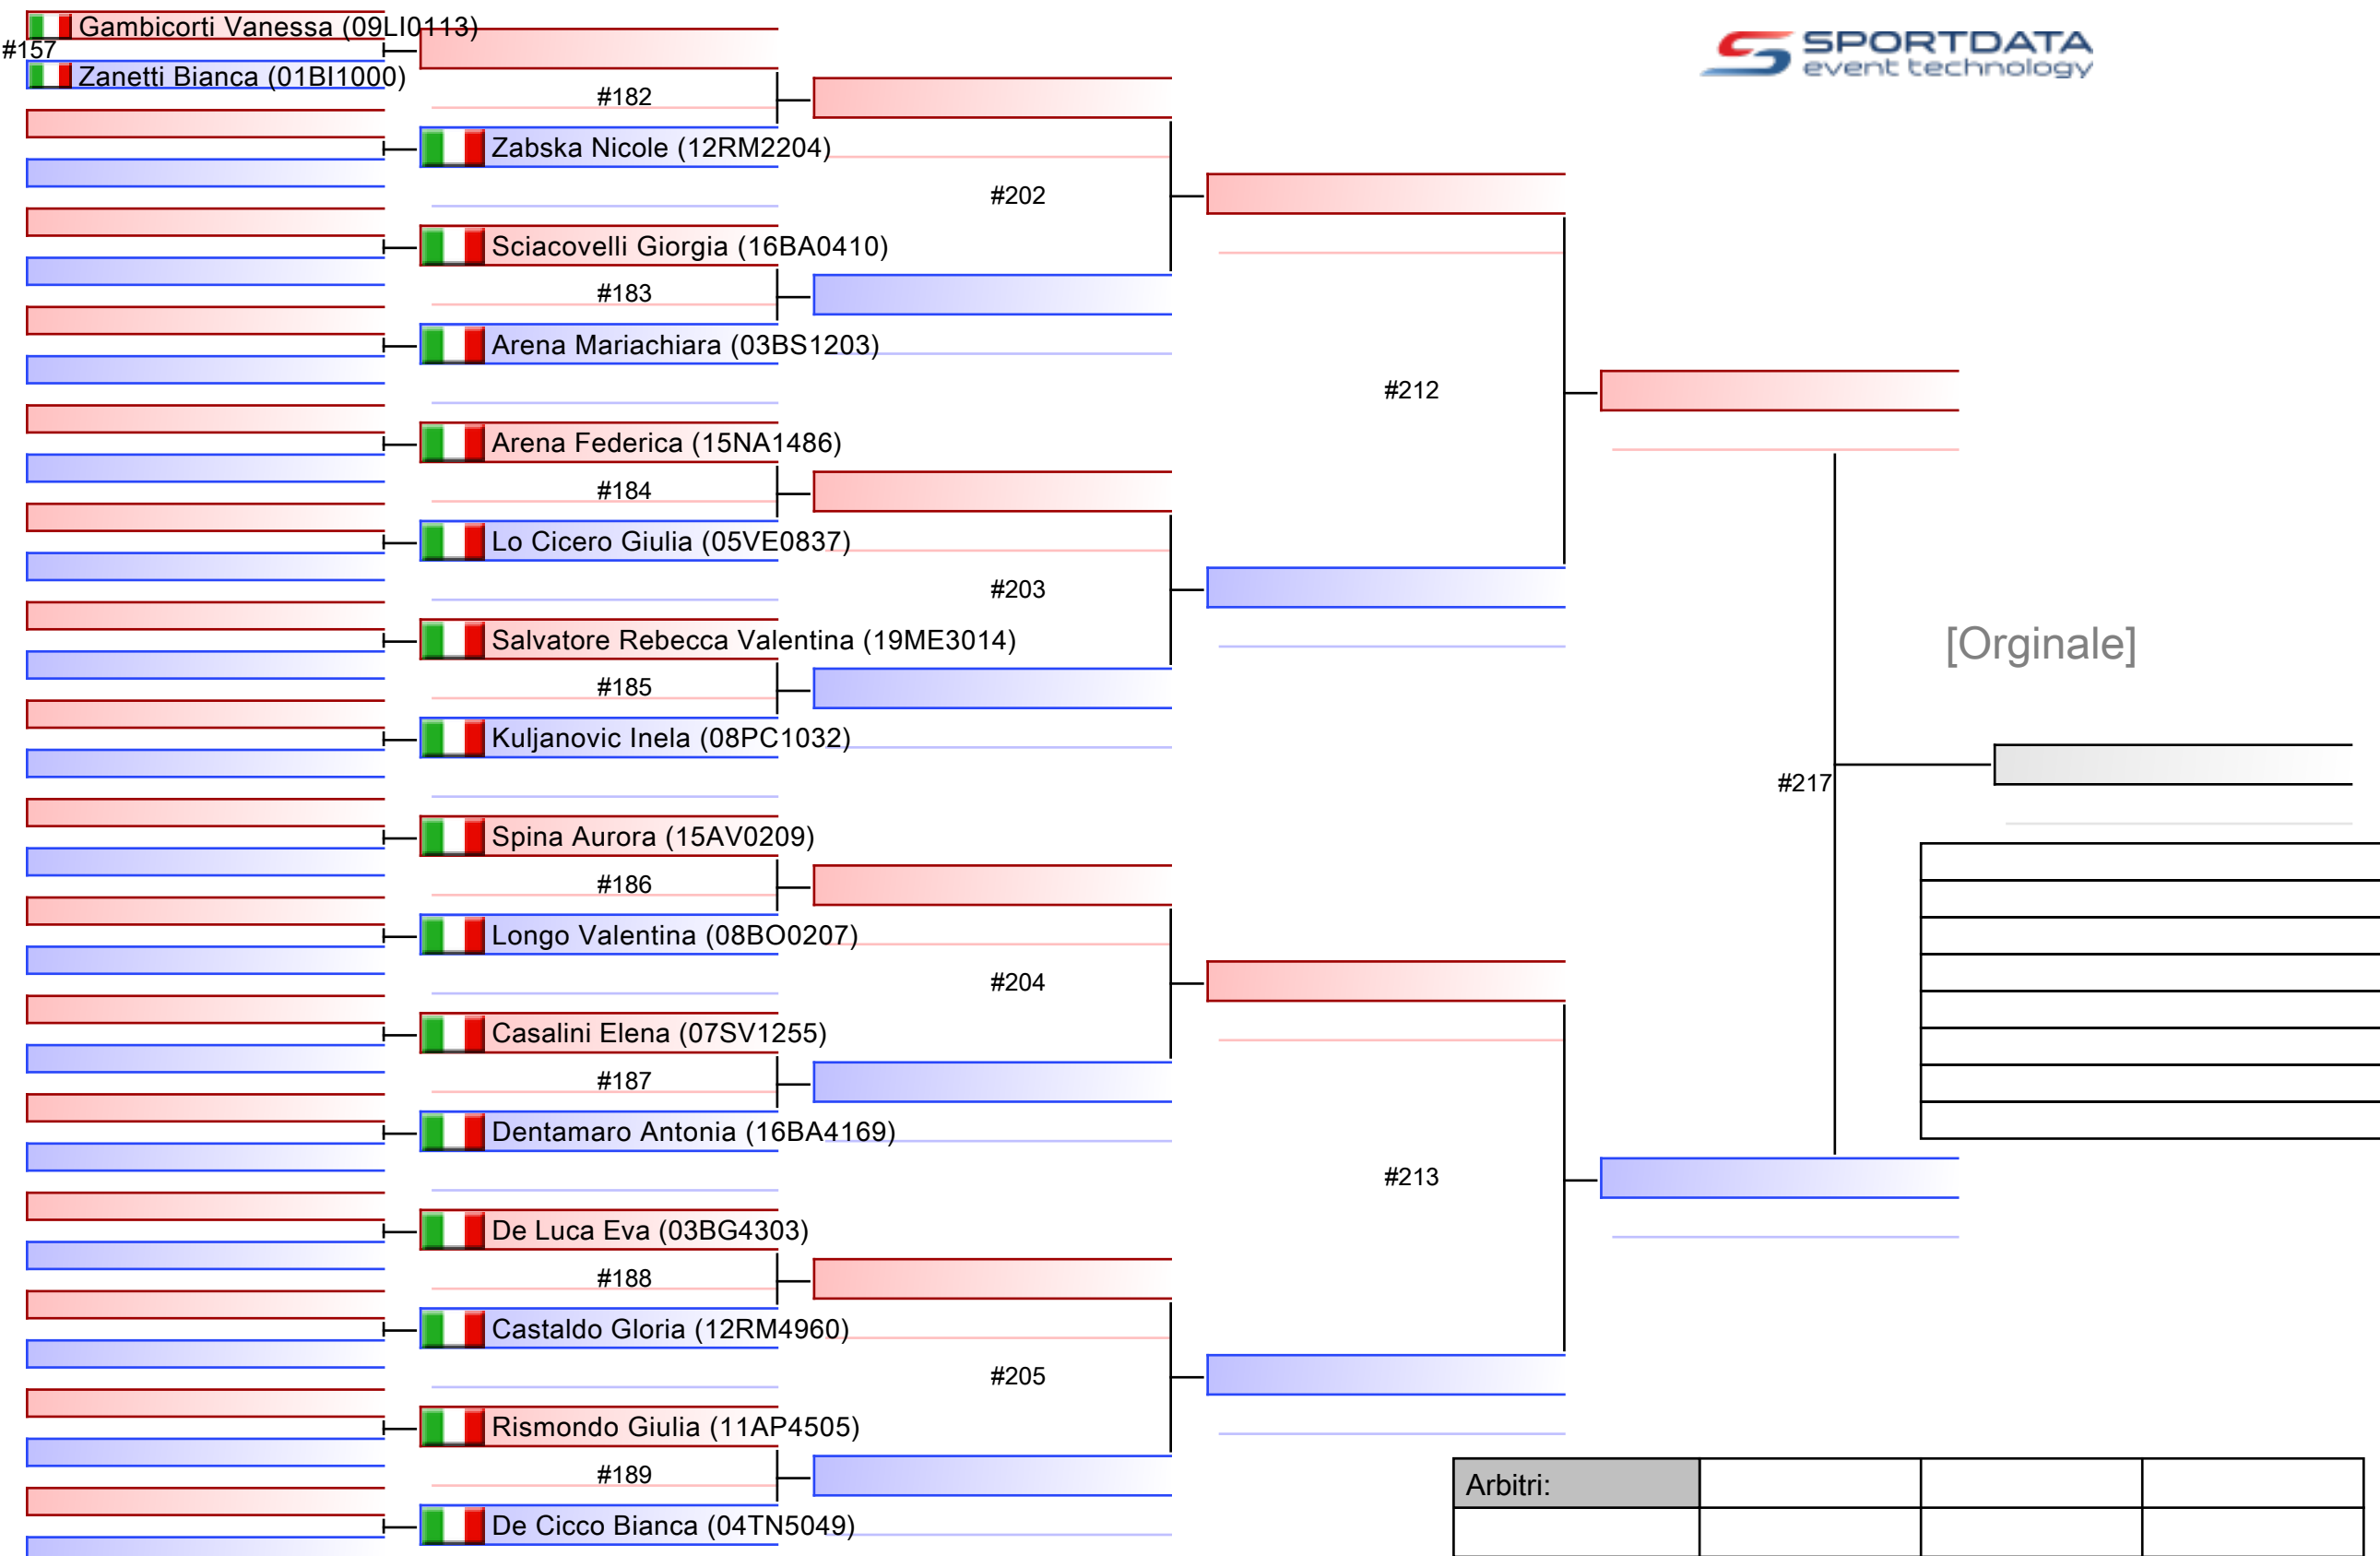 Gambicorti Vanessa (09LI0113)
#157
Zanetti Bianca (01BI1000)
SPORTDATA
event technology
#182
Zabska Nicole (12RM2204)
#202
Sciacovelli Giorgia (16BA0410)
#183
Arena Mariachiara (03BS1203)
#212
Arena Federica (15NA1486)
#184
Lo Cicero Giulia (05VE0837)
#203
Salvatore Rebecca Valentina (19ME3014)
[Orginale]
#185
Kuljanovic Inela (08PC1032)
#217
Spina Aurora (15AV0209)
#186
Longo Valentina (08BO0207)
#204
Casalini Elena (07SV1255)
#187
Dentamaro Antonia (16BA4169)
#213
De Luca Eva (03BG4303)
#188
Castaldo Gloria (12RM4960)
#205
Rismondo Giulia (11AP4505)
#189
Arbitri:
De Cicco Bianca (04TN5049)